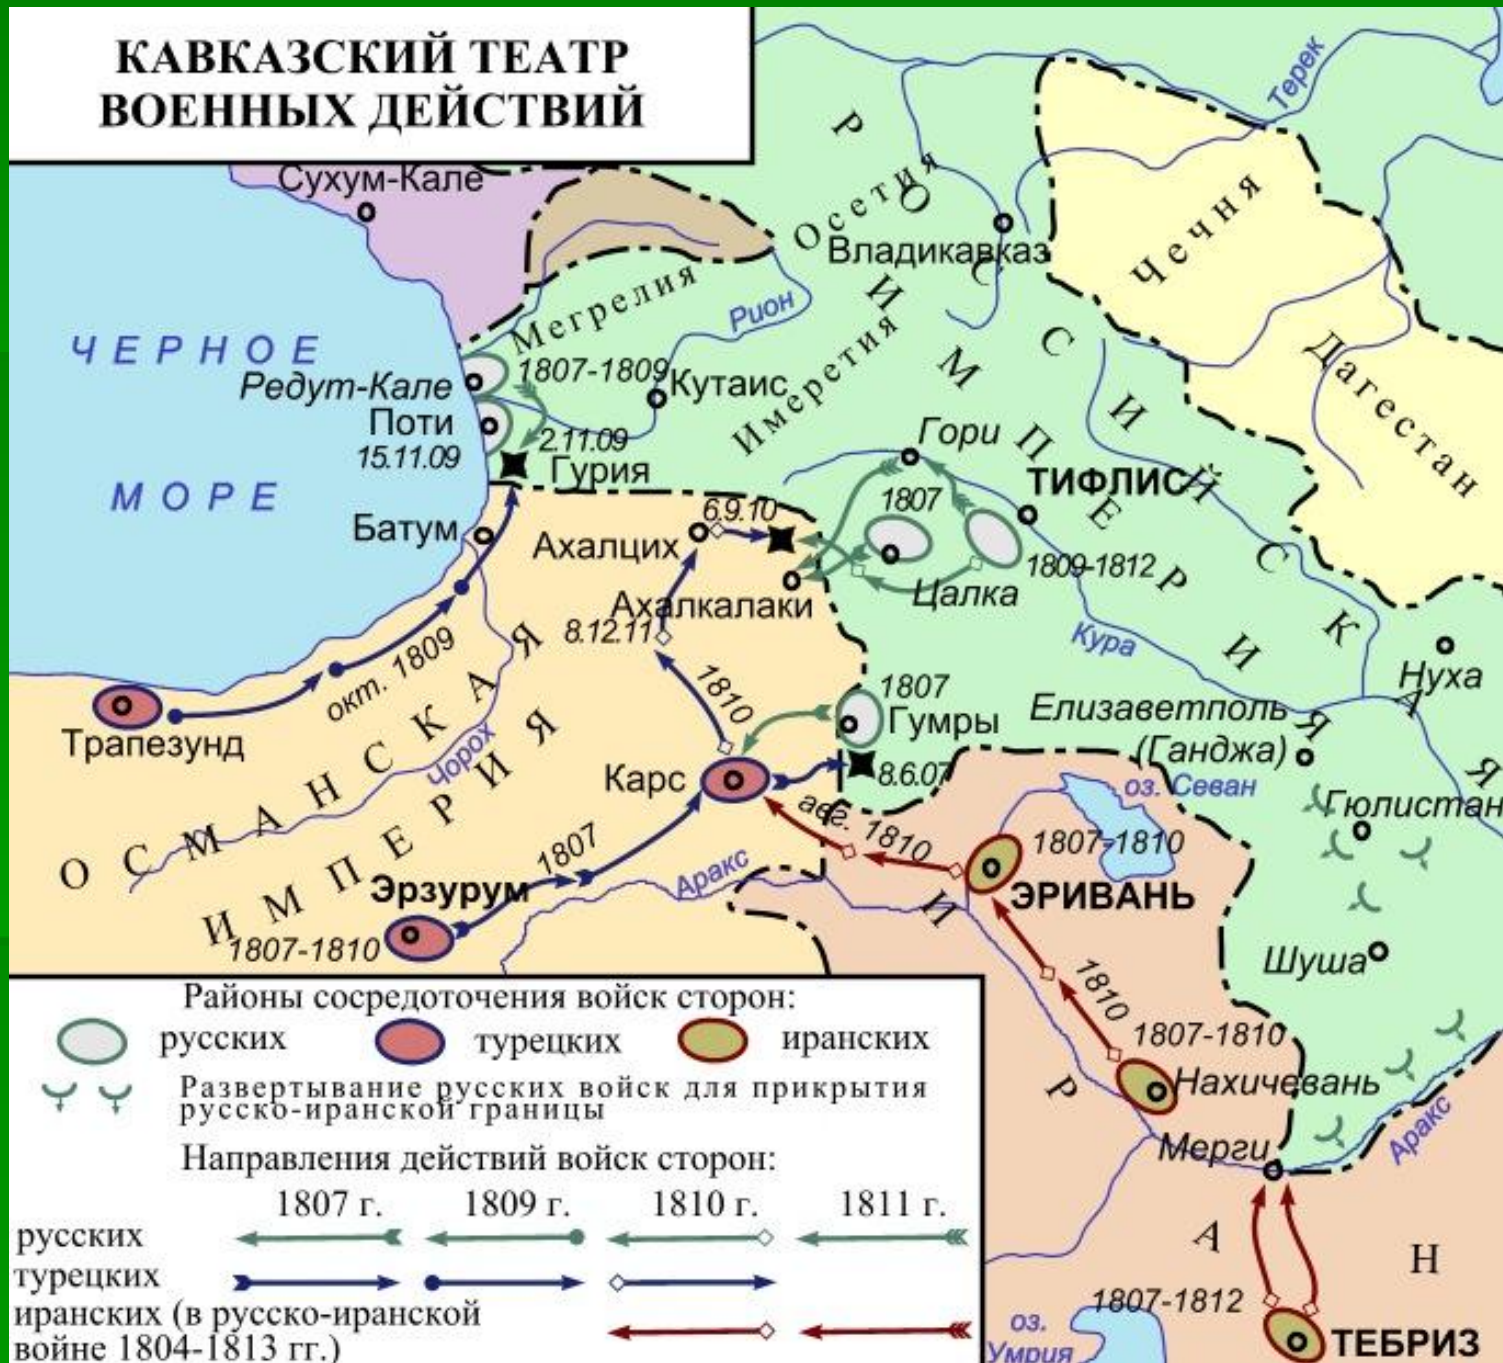 КАВКАЗСКИЙ ТЕАТР
ВОЕННЫХ ДЕЙСТВИЙ
Терек
Сухум-Кале
РОССИЙСКАЯ
ИМПЕРИЯ
Осетия
Владикавказ
Чечня
Дагестан
ЧЕРНОЕ
МОРЕ
Мегрелия
Рион
Имеретия
Редут-Кале
1807-1809
Кутаис
Поти
15.11.09
2.11.09
Гурия
Гори
ТИФЛИС
1807
1809-1812
Цалка
Батум
Ахалцих
6.9.10
Ахалкалаки
8.12.11
1810
окт. 1809
Трапезунд
Чорох
ОСМАНСКАЯ
ИМПЕРИЯ
Кура
Нуха
Елизаветполь
(Ганджа)
1807
Гумры
8.6.07
Карс
оз. Севан
Гюлистан
авг. 1810
1807-1810
ЭРИВАНЬ
1807
Эрзурум
1807-1810
Аракс
Шуша
1810
1807-1810
Нахичевань
Мерги
Аракс
ИРАН
1807-1812
ТЕБРИЗ
оз.
Умрия
Районы сосредоточения войск сторон:
русских турецких иранских
Развертывание русских войск для прикрытия
русско-иранской границы
Направления действий войск сторон:
1807 г. 1809 г. 1810 г. 1811 г.
русских
турецких
иранских (в русско-иранской
войне 1804-1813 гг.)